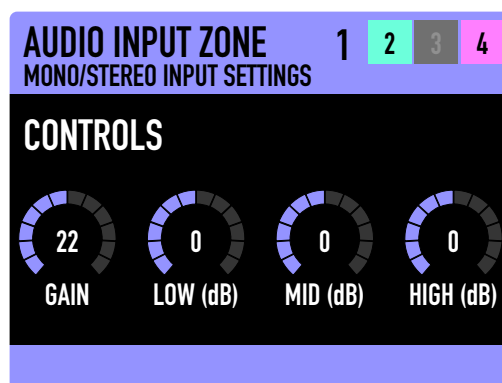 AUDIO INPUT ZONE 1 2 3 4
MONO/STEREO INPUT SETTINGS
CONTROLS
22 0 0 0
GAIN LOW (dB) MID (dB) HIGH (dB)